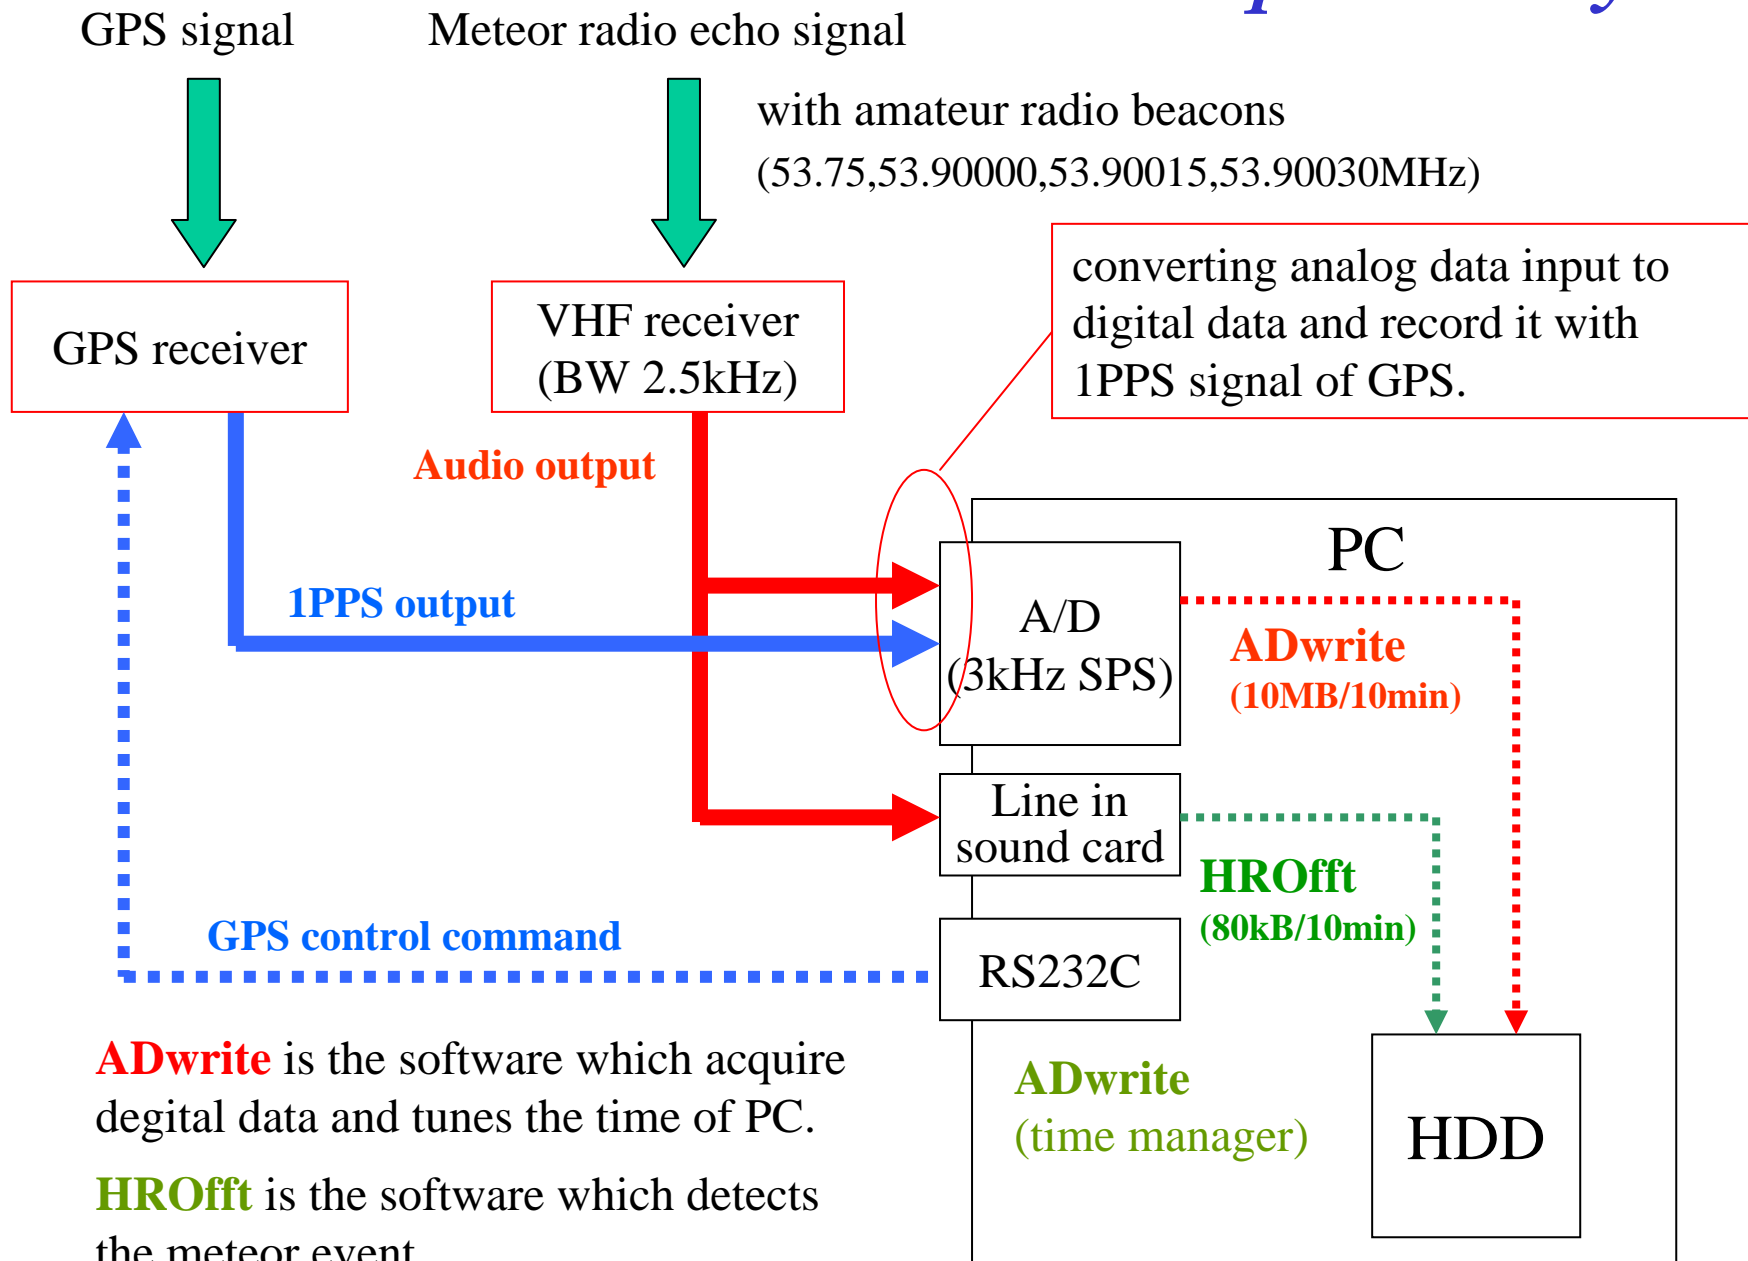 GPS signal
Meteor radio echo signal
with amateur radio beacons
(53.75,53.90000,53.90015,53.90030MHz)
GPS receiver
VHF receiver
(BW 2.5kHz)
converting analog data input to
digital data and record it with
1PPS signal of GPS.
Audio output
1PPS output
PC
A/D
(3kHz SPS)
ADwrite
(10MB/10min)
Line in
sound card
HROfft
(80kB/10min)
GPS control command
RS232C
ADwrite is the software which acquire
degital data and tunes the time of PC.
HROfft is the software which detects
the meteor event
ADwrite
(time manager)
HDD